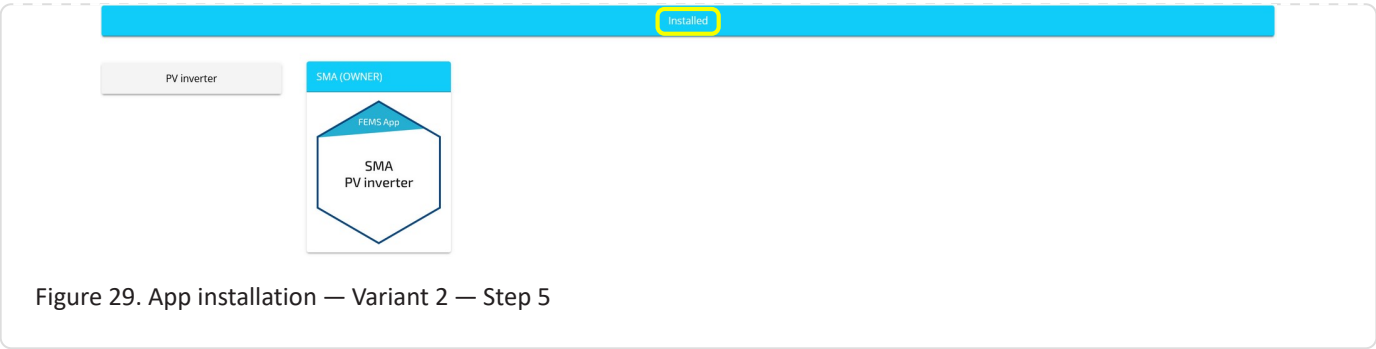 Installed
PV inverter
SMA (OWNER)
FEMS App
SMA
PV inverter
Figure 29. App installation — Variant 2 — Step 5